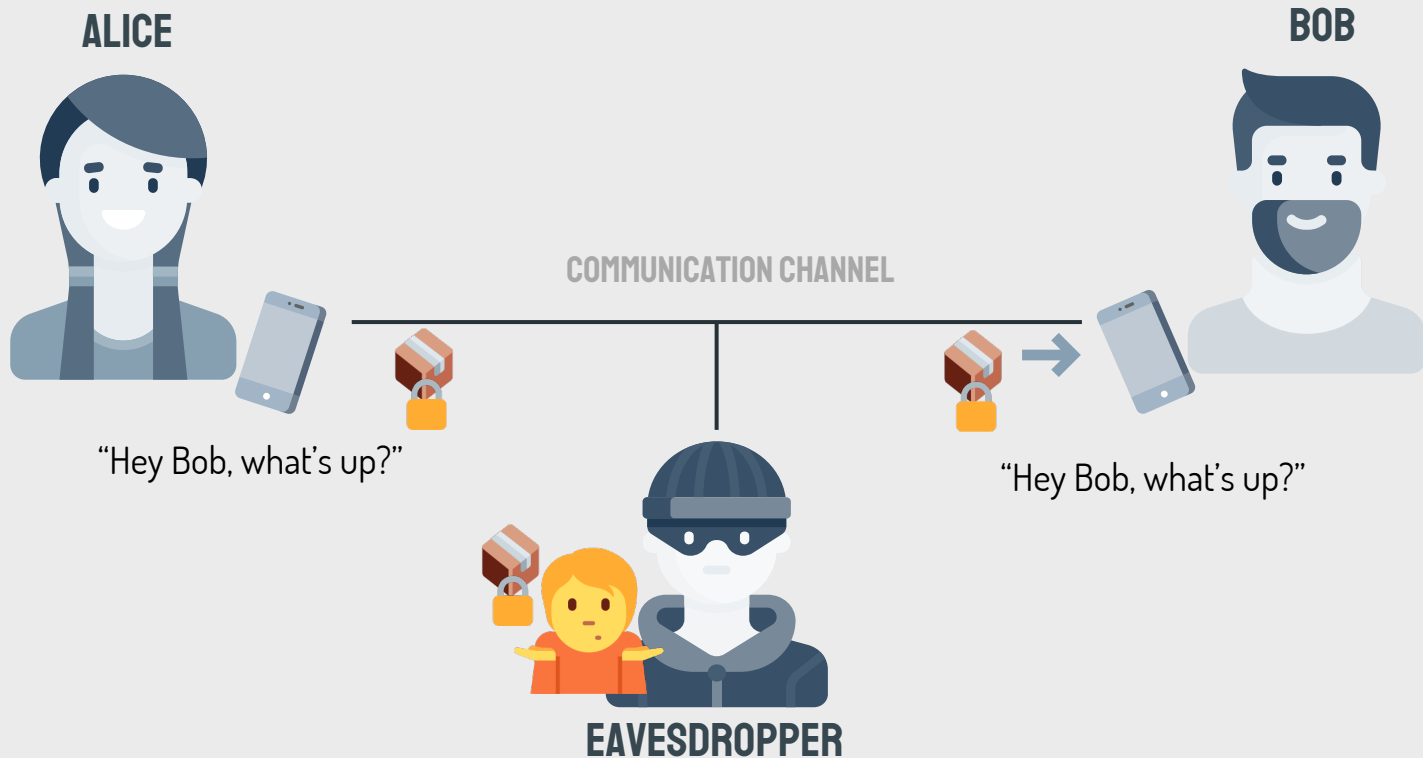 ALICE
BOB
COMMUNICATION CHANNEL
“Hey Bob, what’s up?”
“Hey Bob, what’s up?”
EAVESDROPPER